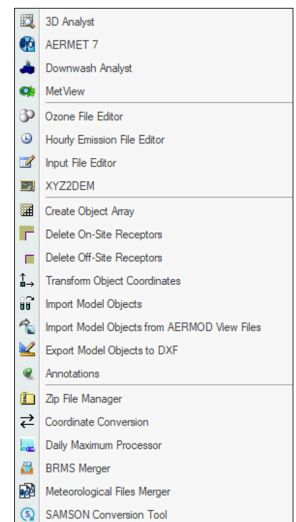 3D Analyst
AERMET 7
Downwash Analyst
MetView
Ozone File Editor
Hourly Emission File Editor
Input File Editor
XYZ2DEM
Create Object Array
Delete On-Site Receptors
Delete Off-Site Receptors
Transform Object Coordinates
Import Model Objects
Import Model Objects from AERMOD View Files
Export Model Objects to DXF
Annotations
Zip File Manager
Coordinate Conversion
Daily Maximum Processor
BRMS Merger
Meteorological Files Merger
SAMSON Conversion Tool